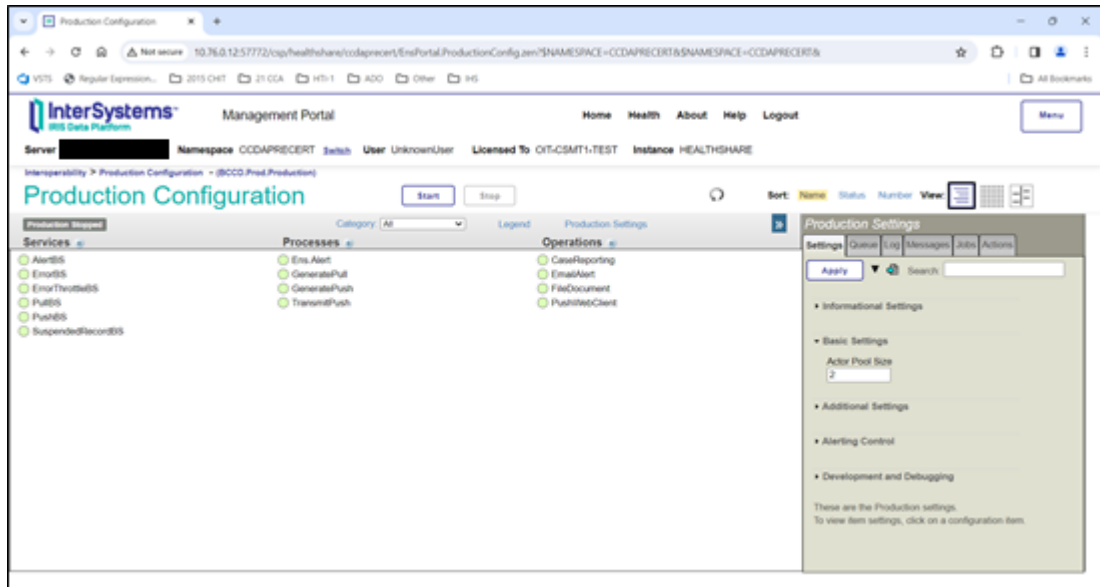 Production Configuration
Not secure 10.76.0.12:57772/csp/healthshare/ccdaprecert/EnsPortal.ProductionConfig.zen?$NAMESPACE=CCDAPRECERT&$NAMESPACE=CCDAPRECERT&
VSTS Regular Expression... 2015 CHIT 21 CCA HTI-1 ADO Other IHS All Bookmarks
InterSystems Management Portal Home Health About Help Logout Menu
IRIS Data Platform
Server Namespace CCDAPRECERT Switch User UnknownUser Licensed To OIT-CSMT1-TEST Instance HEALTHSHARE
Interoperability > Production Configuration - (BCCD.Prod.Production)
Production Configuration Start Stop Sort: Name Status Number View:
Production Stopped Category: All Legend Production Settings
Services Processes Operations
AlertBS Ens.Alert CaseReporting
ErrorBS GeneratePull EmailAlert
ErrorThrottleBS GeneratePush FileDocument
PullBS TransmitPush PushWebClient
PushBS
SuspendedRecordBS
Production Settings
Settings Queue Log Messages Jobs Actions
Apply Search:
Informational Settings
Basic Settings
Actor Pool Size
2
Additional Settings
Alerting Control
Development and Debugging
These are the Production settings.
To view item settings, click on a configuration item.